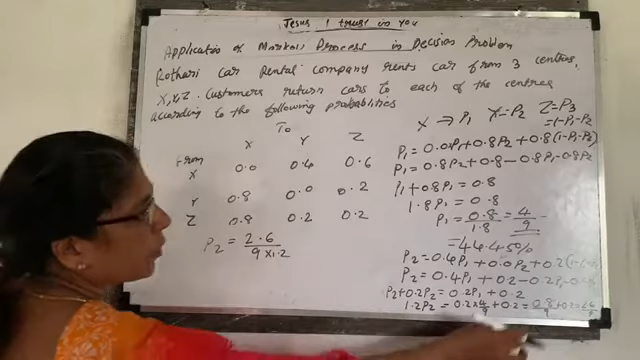 Jesus I trust in you
Application of Markov Process in Decision Problem
Kothari Car Rental Company rents car from 3 centres,
X,Y,Z. Customers return cars to each of the centres
according to the following probabilities
To
X Y Z
From
X 0.0 0.4 0.6
Y 0.8 0.0 0.2
Z 0.8 0.2 0.2
P2 = 2.6 / 9×1.2
X => P1 Y=P2 Z=P3
=1-P1-P2
P1 = 0.0P1+0.8P2 + 0.8(1-P1-P2)
P1 = 0.8P2+0.8-0.8P1-0.8P2
P1+0.8P1 = 0.8
1.8P1 = 0.8
P1 = 0.8/1.8 = 4/9
=44.45%
P2 = 0.4P1 + 0.0P2 + 0.2(1-P1
P2 = 0.4P1 + 0.2-0.2P1
P2+0.2P2 = 0.2P1 + 0.2
1.2P2 = 0.2×4/9 + 0.2 = 0.8/9